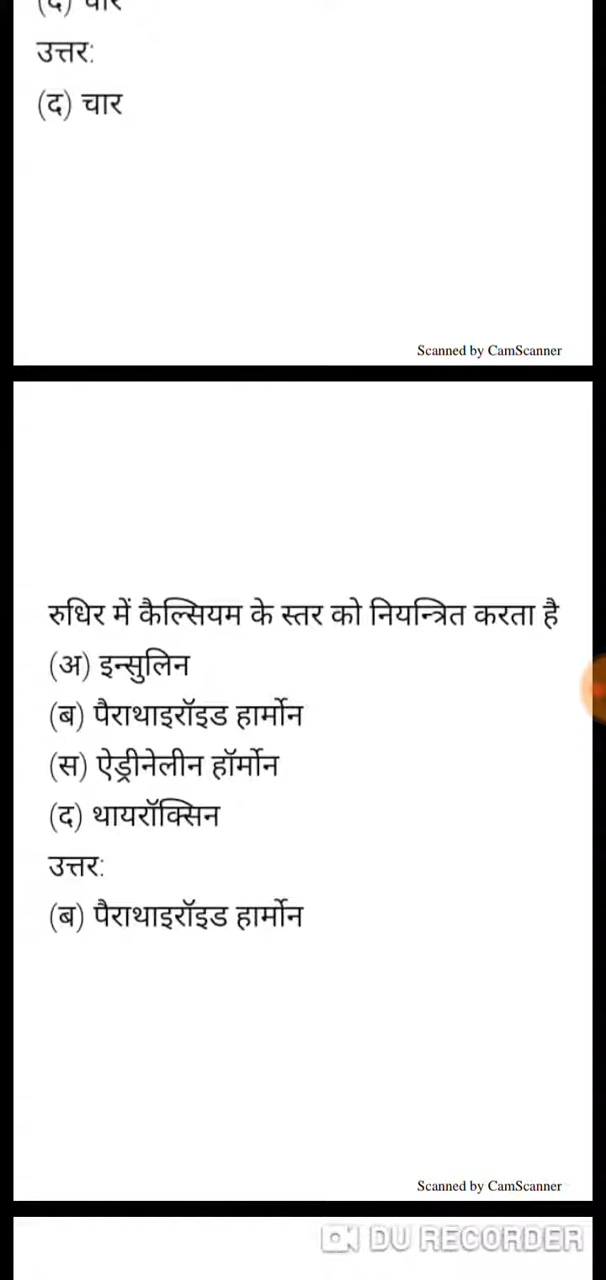 (द) चार
उत्तर:
(द) चार
Scanned by CamScanner
रुधिर में कैल्सियम के स्तर को नियन्त्रित करता है
(अ) इन्सुलिन
(ब) पैराथाइरॉइड हार्मोन
(स) ऐड्रीनेलीन हॉर्मोन
(द) थायरॉक्सिन
उत्तर:
(ब) पैराथाइरॉइड हार्मोन
Scanned by CamScanner
DU RECORDER